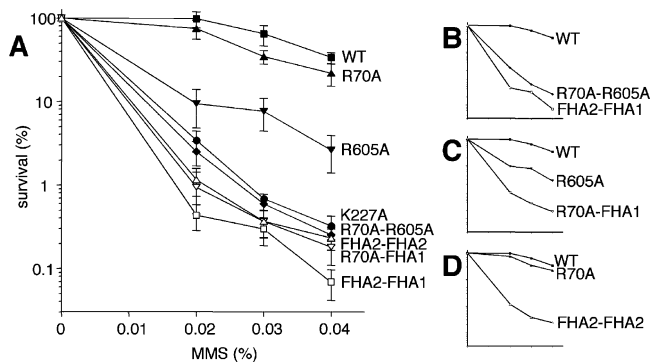 A
survival (%)
100
10
1
0.1
0
0.01
0.02
0.03
0.04
MMS (%)
WT
R70A
R605A
K227A
R70A-R605A
FHA2-FHA2
R70A-FHA1
FHA2-FHA1
B
WT
R70A-R605A
FHA2-FHA1
C
WT
R605A
R70A-FHA1
D
WT
R70A
FHA2-FHA2